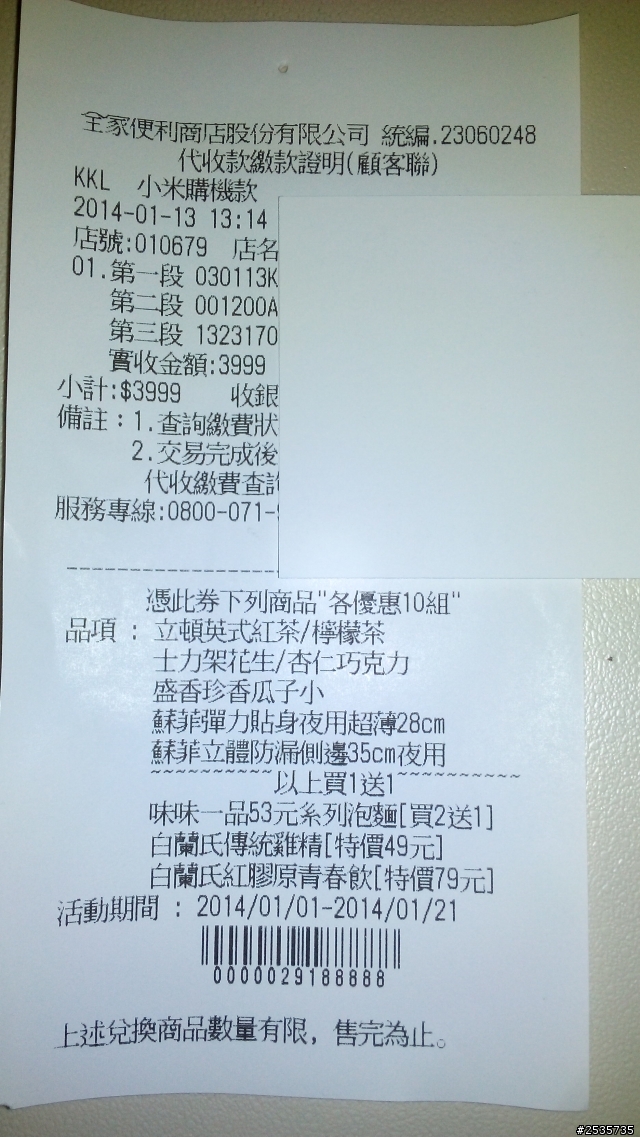 全家便利商店股份有限公司 統編.23060248
代收款繳款證明(顧客聯)
KKL 小米購機款
2014-01-13 13:14
店號:010679 店名
01.第一段 030113K
第二段 001200A
第三段 1323170
實收金額:3999
小計:$3999 收銀
備註：1.查詢繳費狀
2.交易完成後
代收繳費查詢
服務專線:0800-071-
憑此券下列商品"各優惠10組"
品項 : 立頓英式紅茶/檸檬茶
士力架花生/杏仁巧克力
盛香珍香瓜子小
蘇菲彈力貼身夜用超薄28cm
蘇菲立體防漏側邊35cm夜用
~~~~~~~~~~以上買1送1~~~~~~~~~~
味味一品53元系列泡麵[買2送1]
白蘭氏傳統雞精[特價49元]
白蘭氏紅膠原青春飲[特價79元]
活動期間 : 2014/01/01-2014/01/21
0000029188888
上述兌換商品數量有限, 售完為止。
#2535735